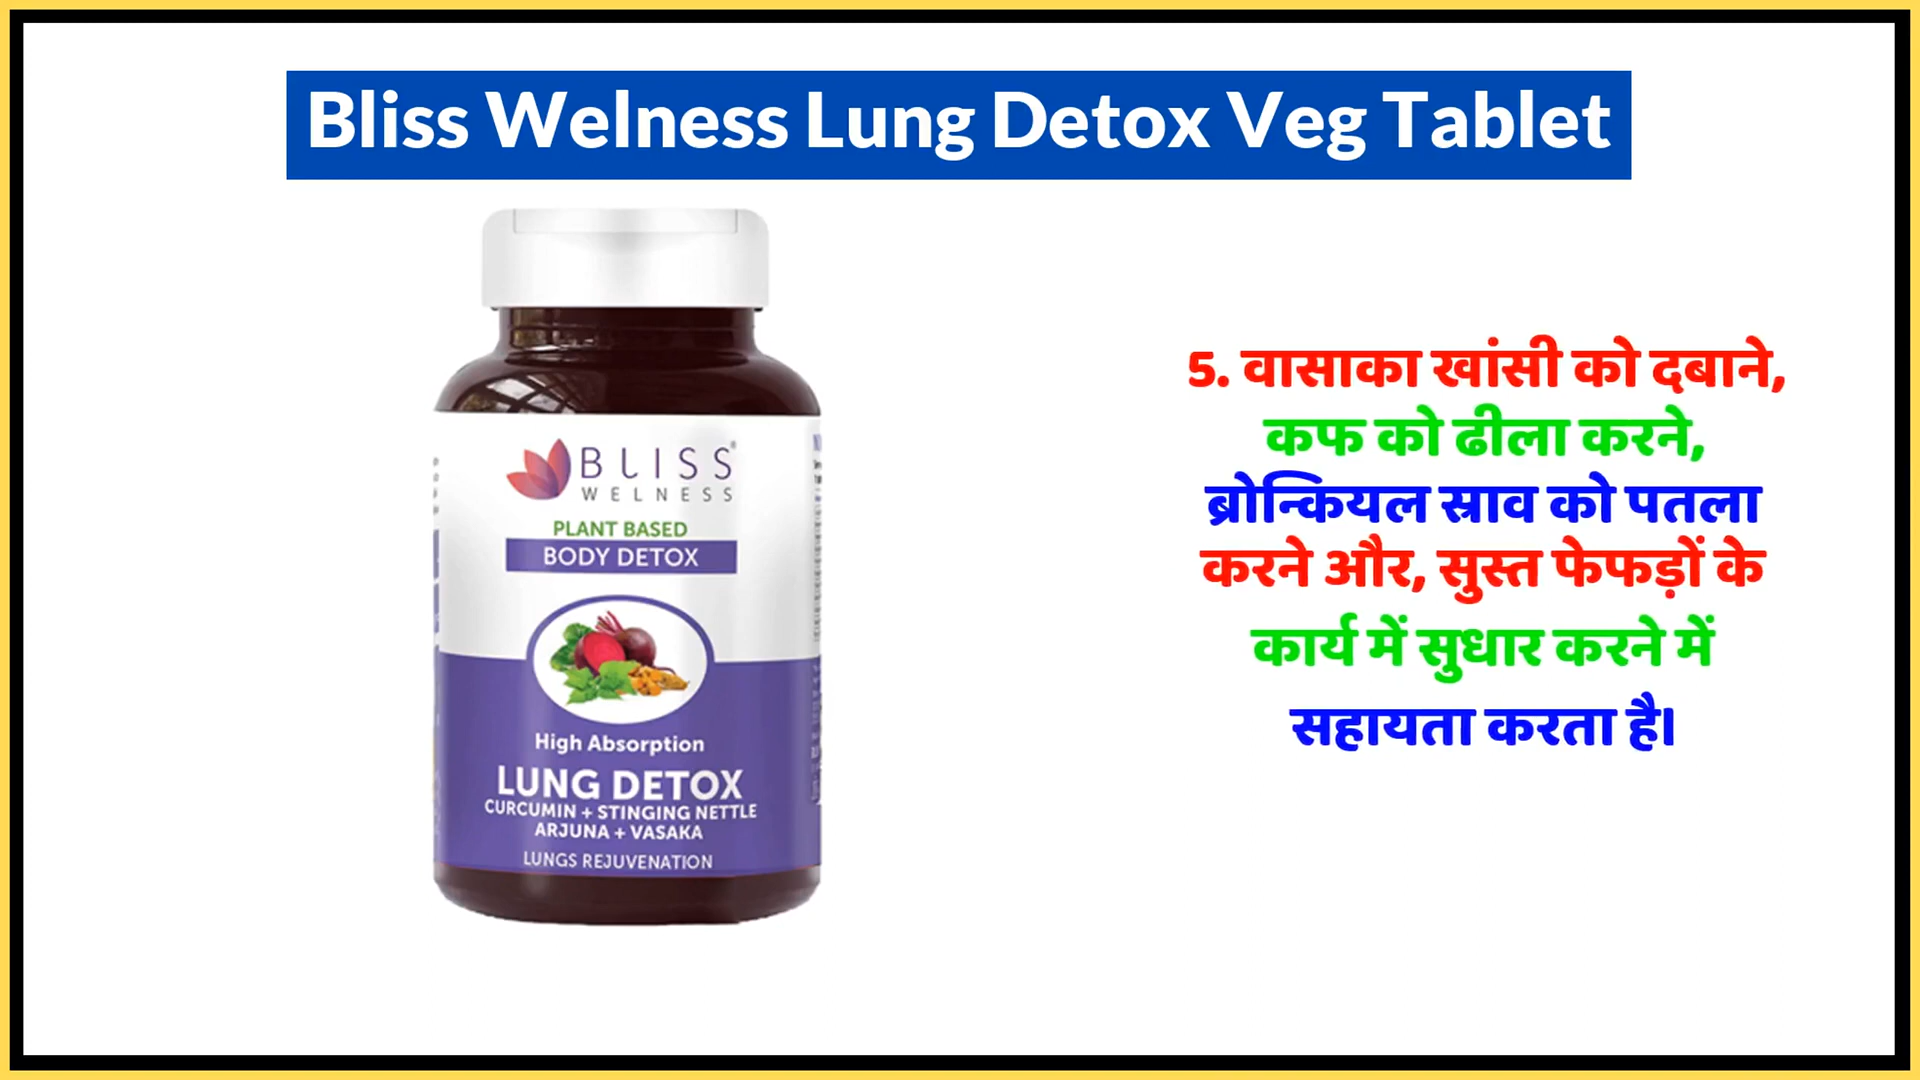 Bliss Welness Lung Detox Veg Tablet
BLISS®
WELNESS
PLANT BASED
BODY DETOX
High Absorption
LUNG DETOX
CURCUMIN + STINGING NETTLE
ARJUNA + VASAKA
LUNGS REJUVENATION
5. वासाका खांसी को दबाने,
कफ को ढीला करने,
ब्रोन्कियल स्राव को पतला
करने और, सुस्त फेफड़ों के
कार्य में सुधार करने में
सहायता करता है।